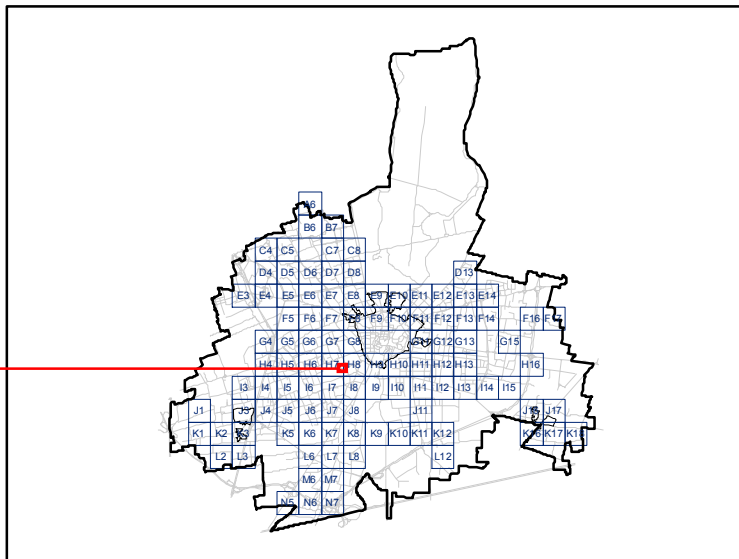 A6
B6 B7
C4 C5 C7 C8
D4 D5 D6 D7 D8 D13
E3 E4 E5 E6 E7 E8 E9 E10 E11 E12 E13 E14
F5 F6 F7 F8 F9 F10 F11 F12 F13 F14 F16 F17
G4 G5 G6 G7 G8 G11 G12 G13 G15
H4 H5 H6 H7 H8 H9 H10 H11 H12 H13 H16
I3 I4 I5 I6 I7 I8 I9 I10 I11 I12 I13 I14 I15
J1 J3 J4 J5 J6 J7 J8 J11 J16 J17
K1 K2 K3 K5 K6 K7 K8 K9 K10 K11 K12 K16 K17 K18
L2 L3 L6 L7 L8 L12
M6 M7
N5 N6 N7